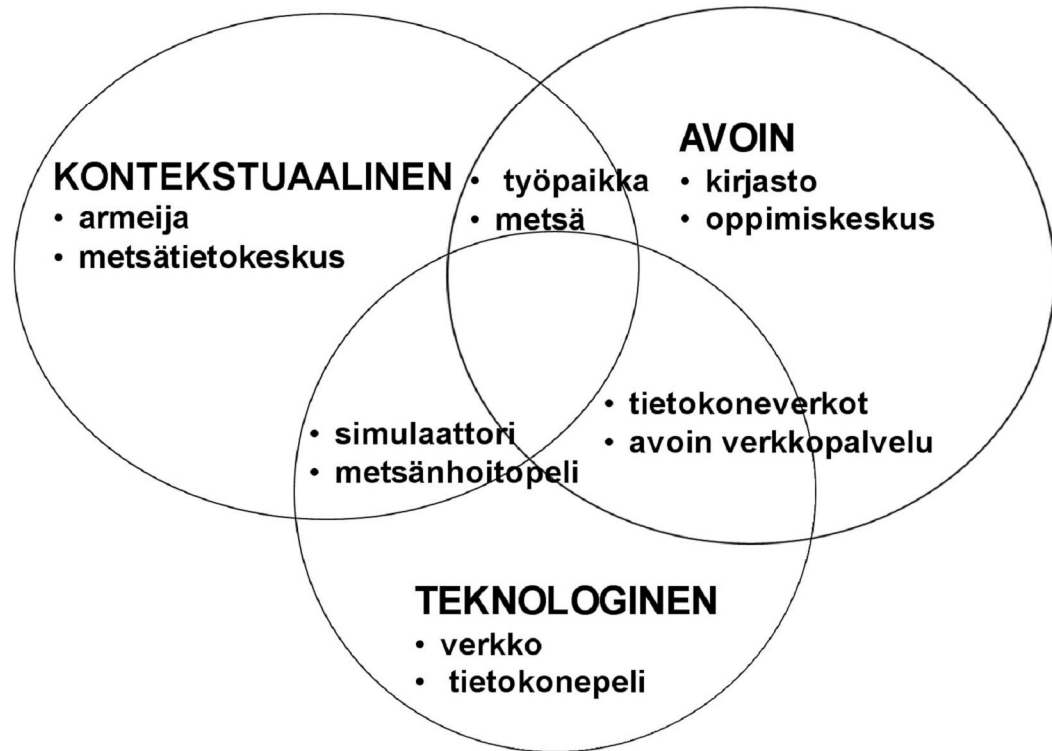 KONTEKSTUAALINEN
• armeija
• metsätietokeskus
• työpaikka
• metsä
AVOIN
• kirjasto
• oppimiskeskus
• simulaattori
• metsänhoitopeli
• tietokoneverkot
• avoin verkkopalvelu
TEKNOLOGINEN
• verkko
• tietokonepeli